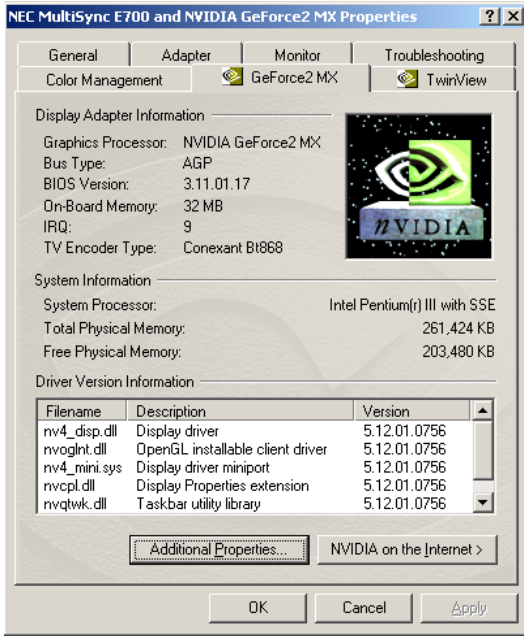 NEC MultiSync E700 and NVIDIA GeForce2 MX Properties
General Adapter Monitor Troubleshooting
Color Management GeForce2 MX TwinView
Display Adapter Information
Graphics Processor: NVIDIA GeForce2 MX
Bus Type: AGP
BIOS Version: 3.11.01.17
On-Board Memory: 32 MB
IRQ: 9
TV Encoder Type: Conexant Bt868
nVIDIA
System Information
System Processor: Intel Pentium(r) III with SSE
Total Physical Memory: 261,424 KB
Free Physical Memory: 203,480 KB
Driver Version Information
Filename Description Version
nv4_disp.dll Display driver 5.12.01.0756
nvoglnt.dll OpenGL installable client driver 5.12.01.0756
nv4_mini.sys Display driver miniport 5.12.01.0756
nvcpl.dll Display Properties extension 5.12.01.0756
nvqtwk.dll Taskbar utility library 5.12.01.0756
Additional Properties... NVIDIA on the Internet >
OK Cancel Apply